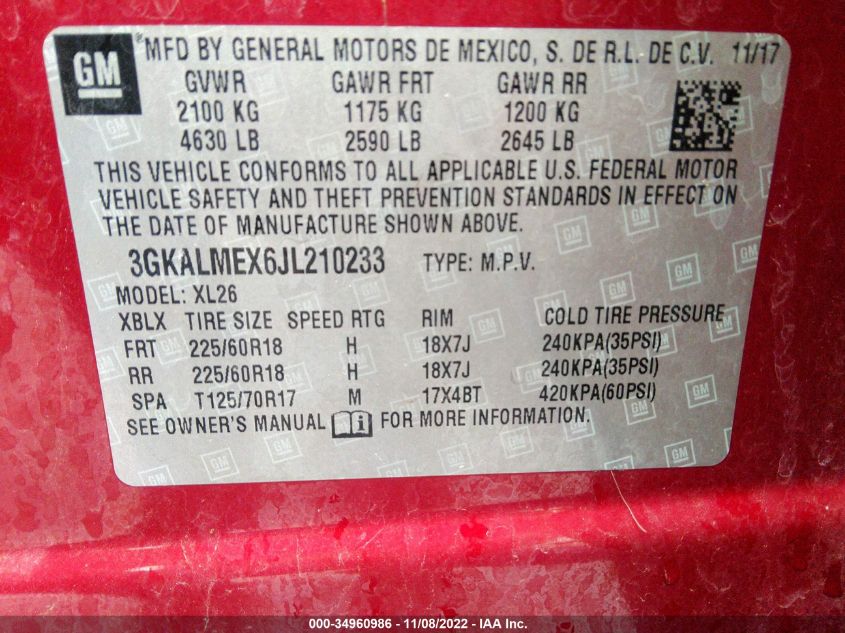 GM ® MFD BY GENERAL MOTORS DE MEXICO, S. DE R.L. DE C.V. 11/17
GVWR GAWR FRT GAWR RR
2100 KG 1175 KG 1200 KG
4630 LB 2590 LB 2645 LB
THIS VEHICLE CONFORMS TO ALL APPLICABLE U.S. FEDERAL MOTOR
VEHICLE SAFETY AND THEFT PREVENTION STANDARDS IN EFFECT ON
THE DATE OF MANUFACTURE SHOWN ABOVE.
3GKALMEX6JL210233 TYPE: M.P.V.
MODEL: XL26
XBLX TIRE SIZE SPEED RTG RIM COLD TIRE PRESSURE
FRT 225/60R18 H 18X7J 240KPA(35PSI)
RR 225/60R18 H 18X7J 240KPA(35PSI)
SPA T125/70R17 M 17X4BT 420KPA(60PSI)
SEE OWNER'S MANUAL FOR MORE INFORMATION.
000-34960986 - 11/08/2022 - IAA Inc.